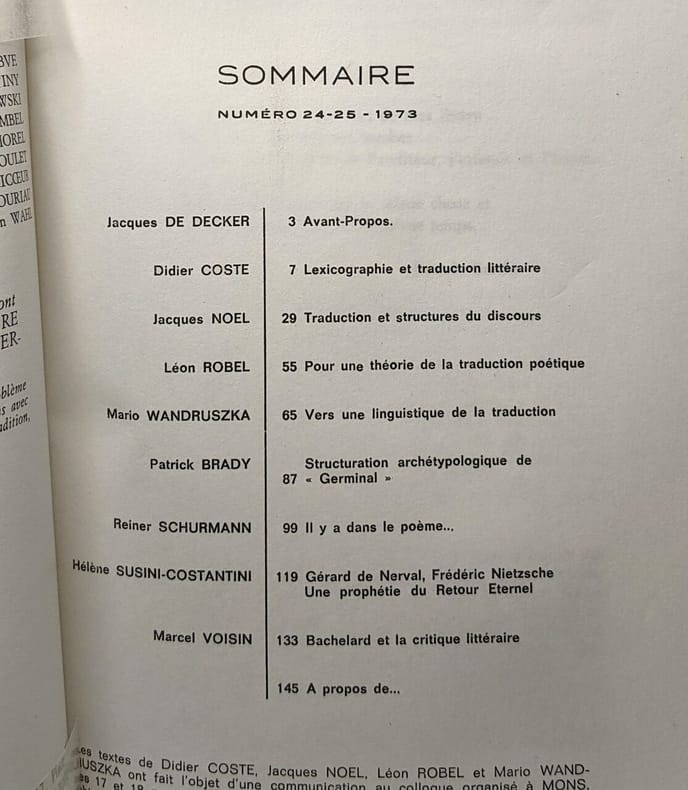 SOMMAIRE
NUMÉRO 24-25 - 1973
Jacques DE DECKER 3 Avant-Propos.
Didier COSTE 7 Lexicographie et traduction littéraire
Jacques NOEL 29 Traduction et structures du discours
Léon ROBEL 55 Pour une théorie de la traduction poétique
Mario WANDRUSZKA 65 Vers une linguistique de la traduction
Patrick BRADY Structuration archétypologique de
87 « Germinal »
Reiner SCHURMANN 99 Il y a dans le poème...
Hélène SUSINI-COSTANTINI 119 Gérard de Nerval, Frédéric Nietzsche
Une prophétie du Retour Eternel
Marcel VOISIN 133 Bachelard et la critique littéraire
145 A propos de...
textes de Didier COSTE, Jacques NOEL, Léon ROBEL et Mario WAND-
RUSZKA ont fait l'objet d'une communication au colloque organisé à MONS,
17 et 18